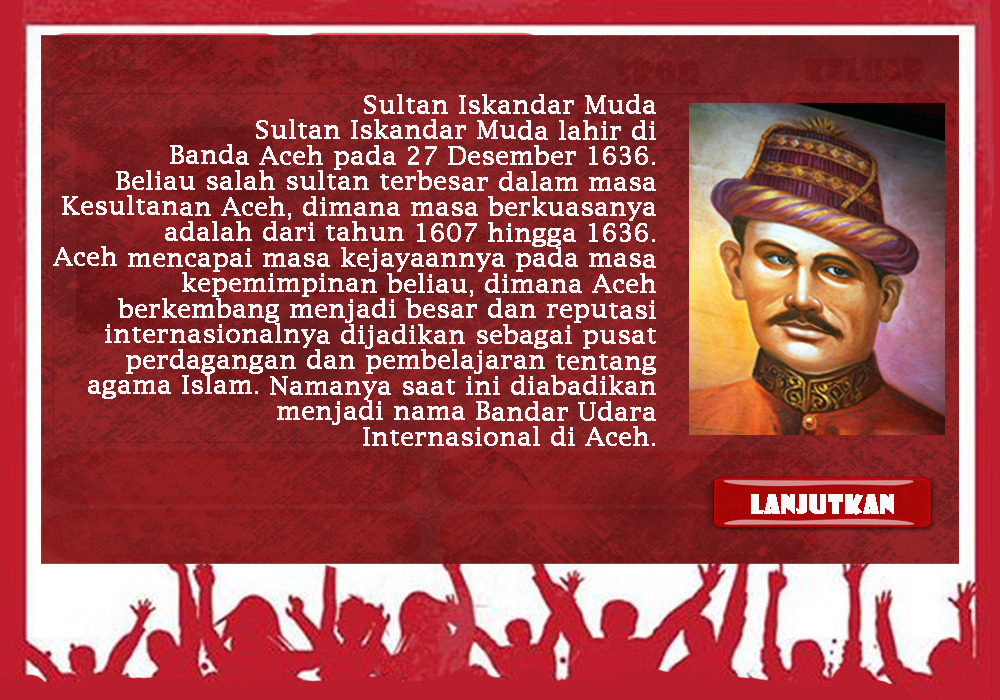 Sultan Iskandar Muda
Sultan Iskandar Muda lahir di
Banda Aceh pada 27 Desember 1636.
Beliau salah sultan terbesar dalam masa
Kesultanan Aceh, dimana masa berkuasanya
adalah dari tahun 1607 hingga 1636.
Aceh mencapai masa kejayaannya pada masa
kepemimpinan beliau, dimana Aceh
berkembang menjadi besar dan reputasi
internasionalnya dijadikan sebagai pusat
perdagangan dan pembelajaran tentang
agama Islam. Namanya saat ini diabadikan
menjadi nama Bandar Udara
Internasional di Aceh.
LANJUTKAN